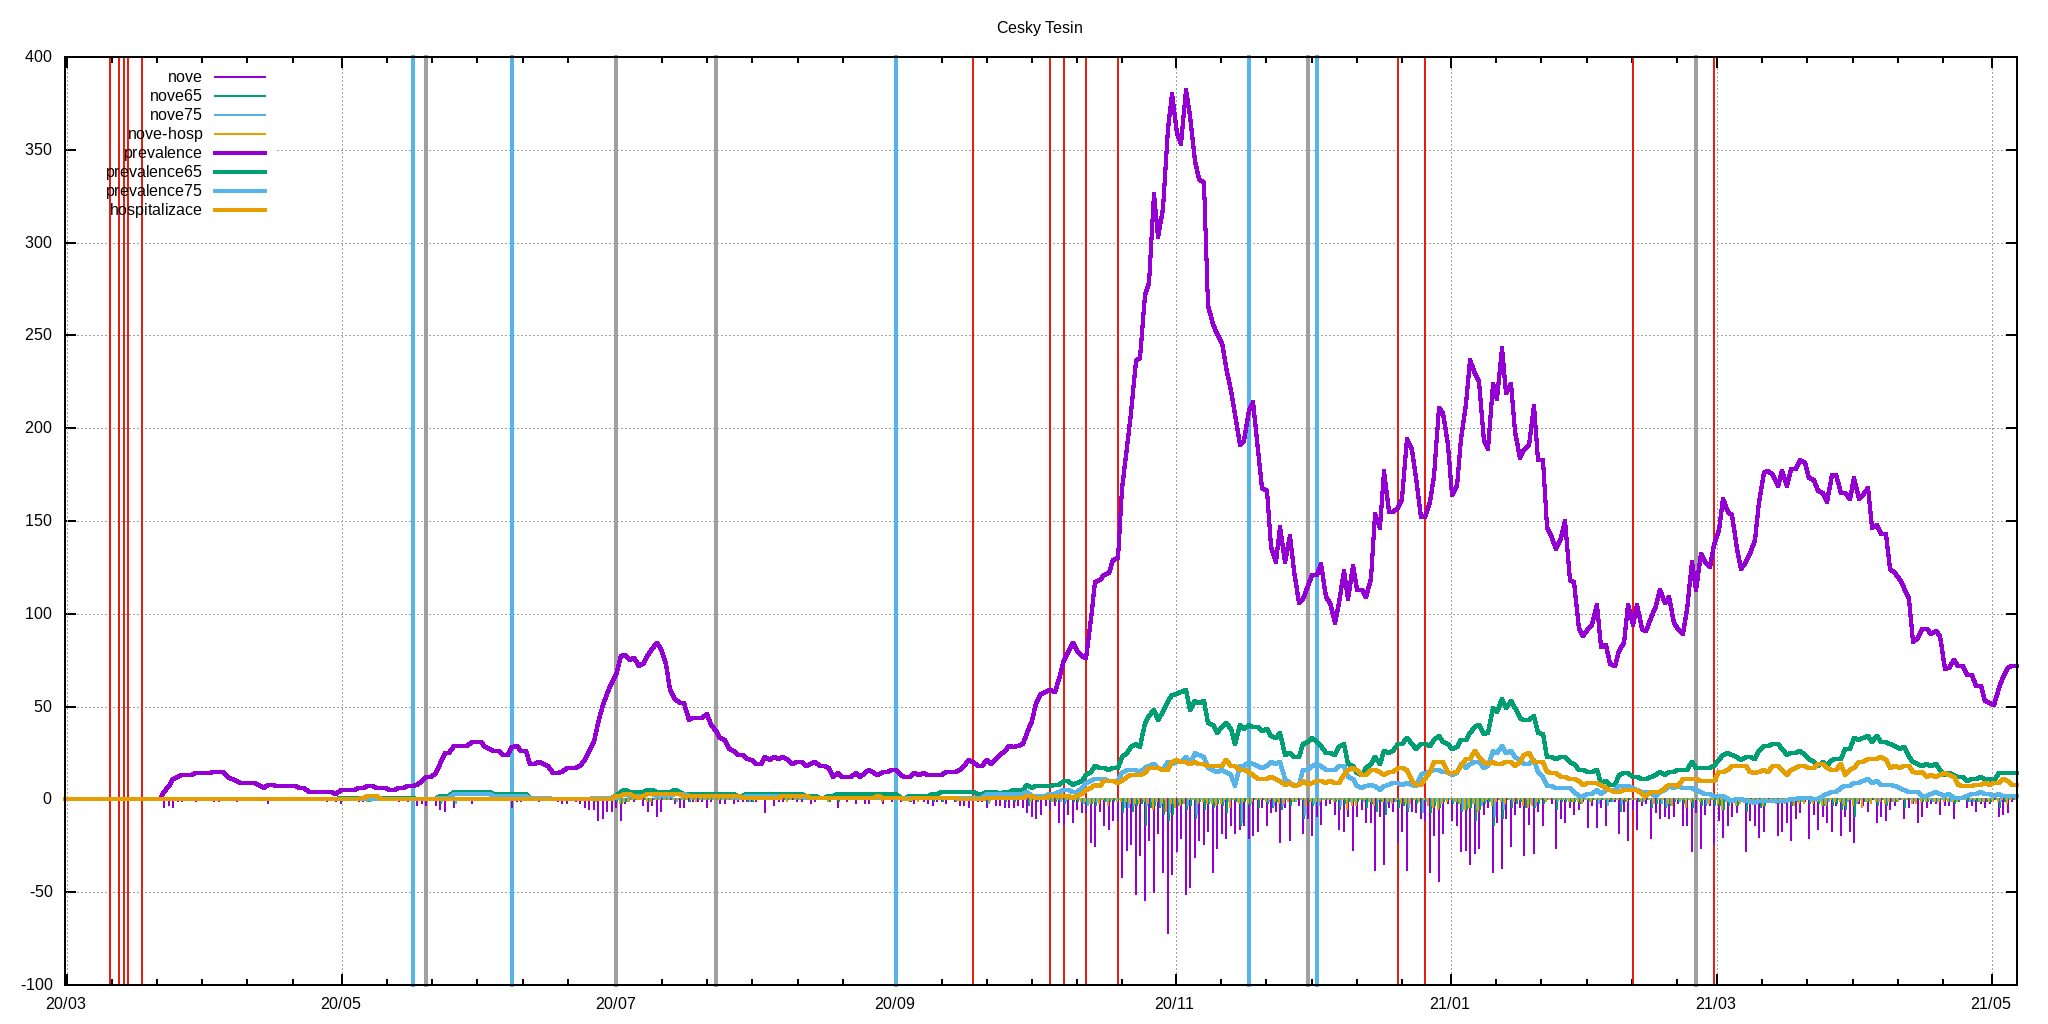 Cesky Tesin
400
350
300
250
200
150
100
50
0
-50
-100
nove
nove65
nove75
nove-hosp
prevalence
prevalence65
prevalence75
hospitalizace
20/03 20/05 20/07 20/09 20/11 21/01 21/03 21/05